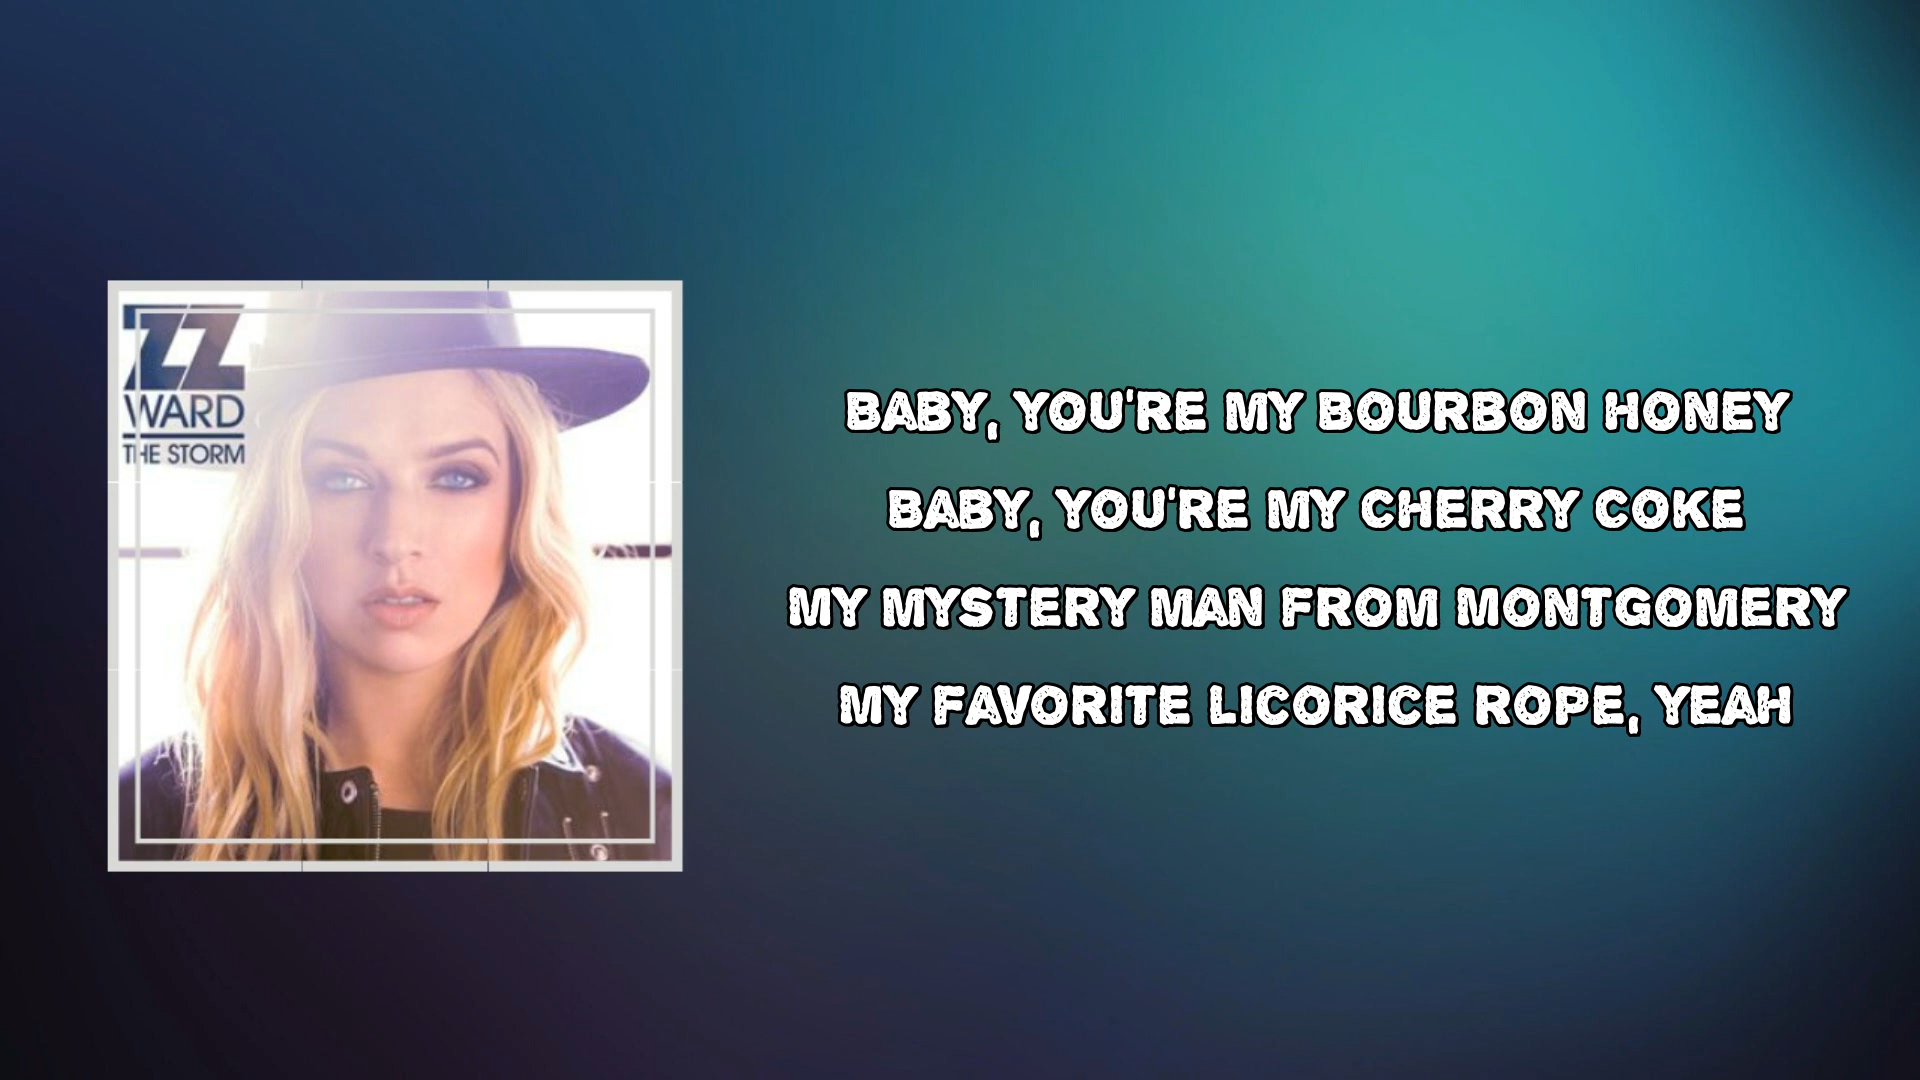 ZZ
WARD
THE STORM
BABY, YOU'RE MY BOURBON HONEY
BABY, YOU'RE MY CHERRY COKE
MY MYSTERY MAN FROM MONTGOMERY
MY FAVORITE LICORICE ROPE, YEAH